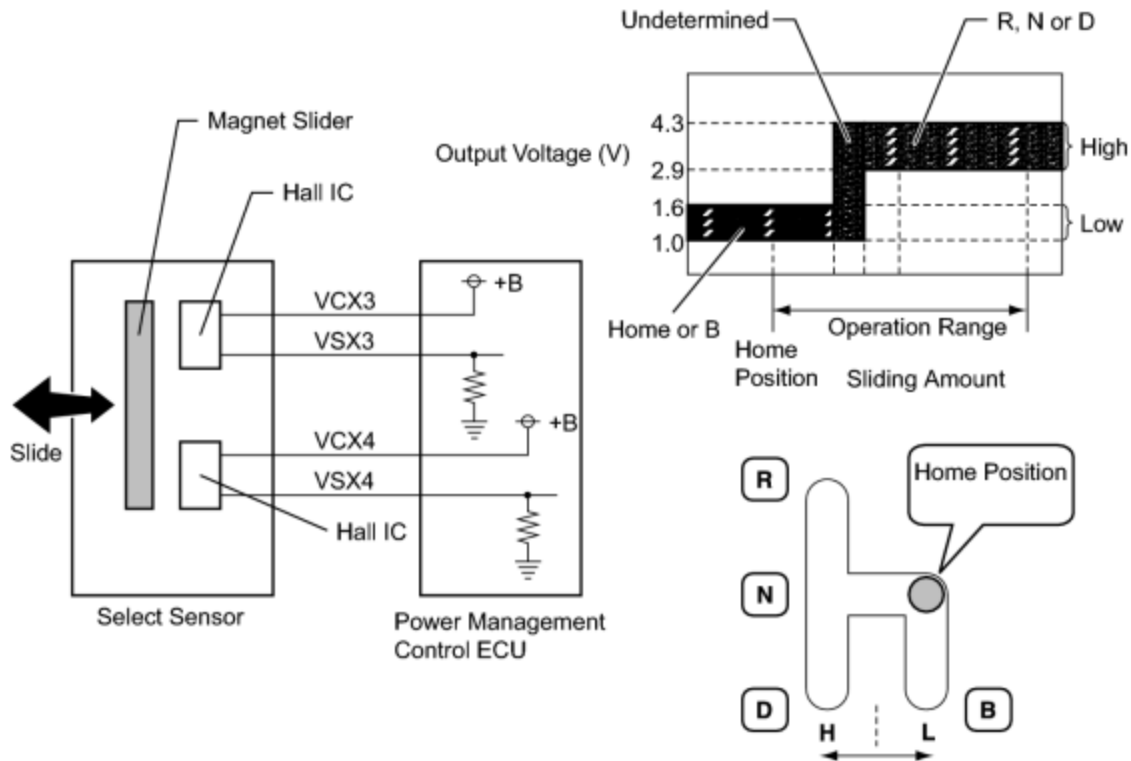 Magnet Slider
Hall IC
VCX3
+B
VSX3
VCX4
+B
VSX4
Hall IC
Slide
Select Sensor
Power Management
Control ECU
Undetermined
R, N or D
Output Voltage (V)
4.3
2.9
1.6
1.0
High
Low
Home or B
Operation Range
Home
Position
Sliding Amount
Home Position
R
N
D
B
H
L